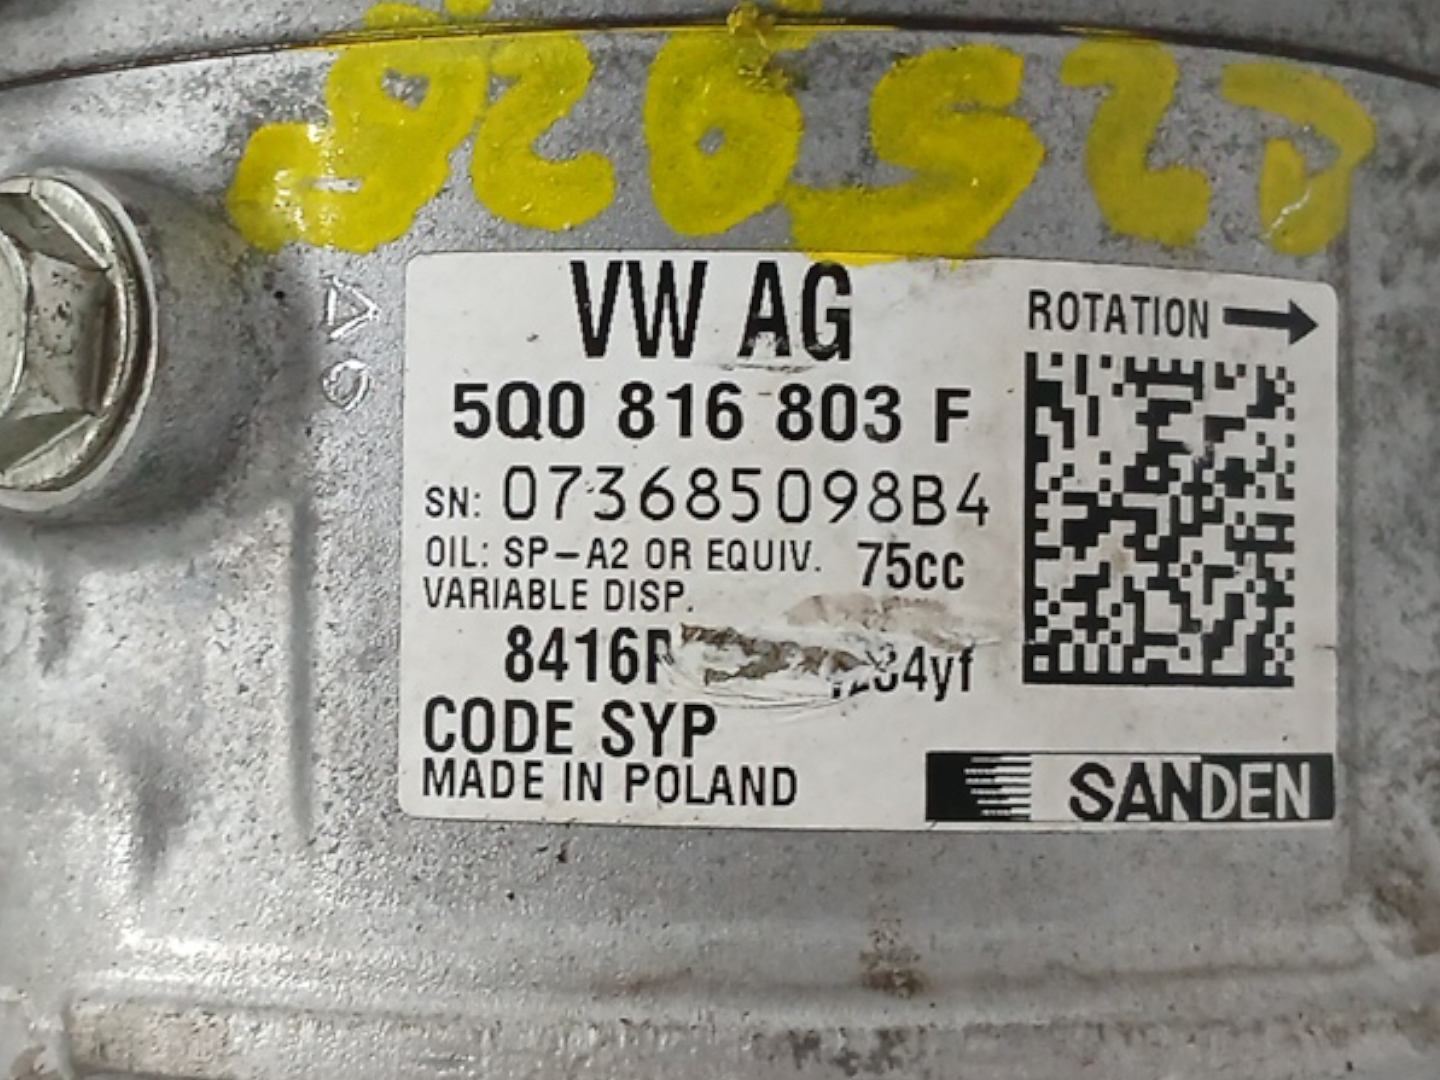 VW AG
ROTATION
5Q0 816 803 F
SN: 073685098B4
OIL: SP-A2 OR EQUIV. 75cc
VARIABLE DISP.
CODE SYP
MADE IN POLAND
SANDEN